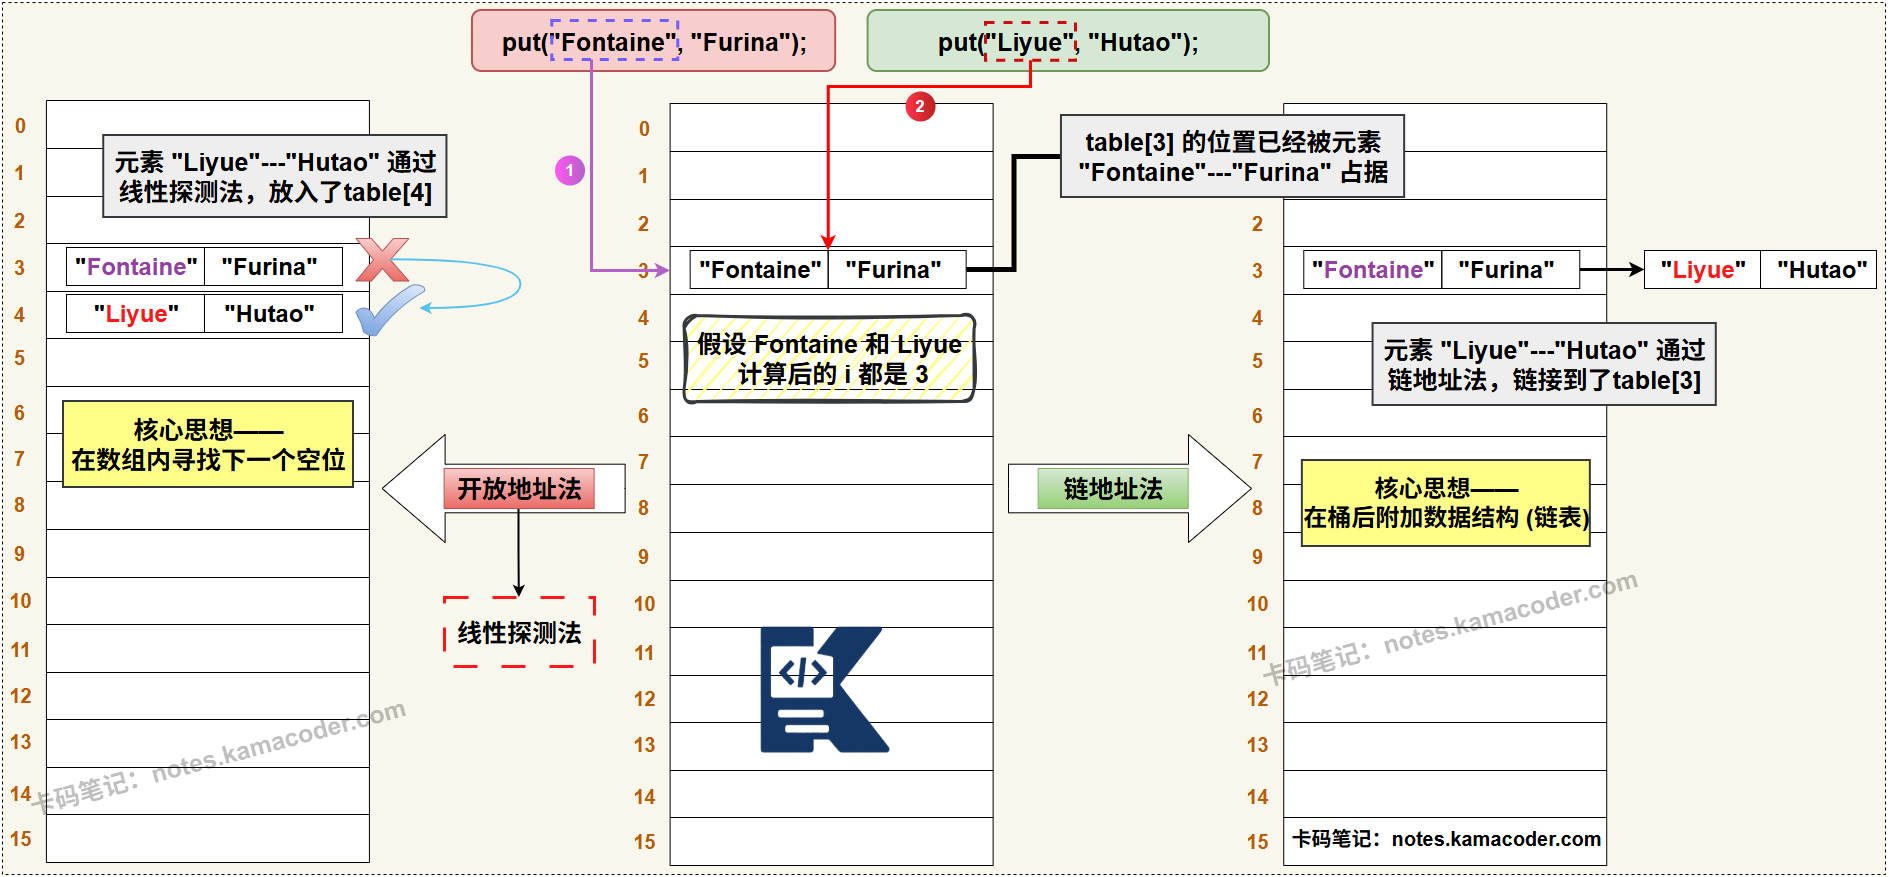 put("Fontaine", "Furina");
put("Liyue", "Hutao");
1
2
0
1
2
3
4
5
6
7
8
9
10
11
12
13
14
15
元素 "Liyue"---"Hutao" 通过
线性探测法，放入了table[4]
"Fontaine" "Furina"
"Liyue" "Hutao"
核心思想——
在数组内寻找下一个空位
卡码笔记：notes.kamacoder.com
开放地址法
线性探测法
0
1
2
3
4
5
6
7
8
9
10
11
12
13
14
15
"Fontaine" "Furina"
假设 Fontaine 和 Liyue
计算后的 i 都是 3
</>
table[3] 的位置已经被元素
"Fontaine"---"Furina" 占据
链地址法
2
3
4
5
6
7
8
9
10
11
12
13
14
15
"Fontaine" "Furina"
"Liyue" "Hutao"
元素 "Liyue"---"Hutao" 通过
链地址法，链接到了table[3]
核心思想——
在桶后附加数据结构 (链表)
卡码笔记：notes.kamacoder.com
卡码笔记：notes.kamacoder.com